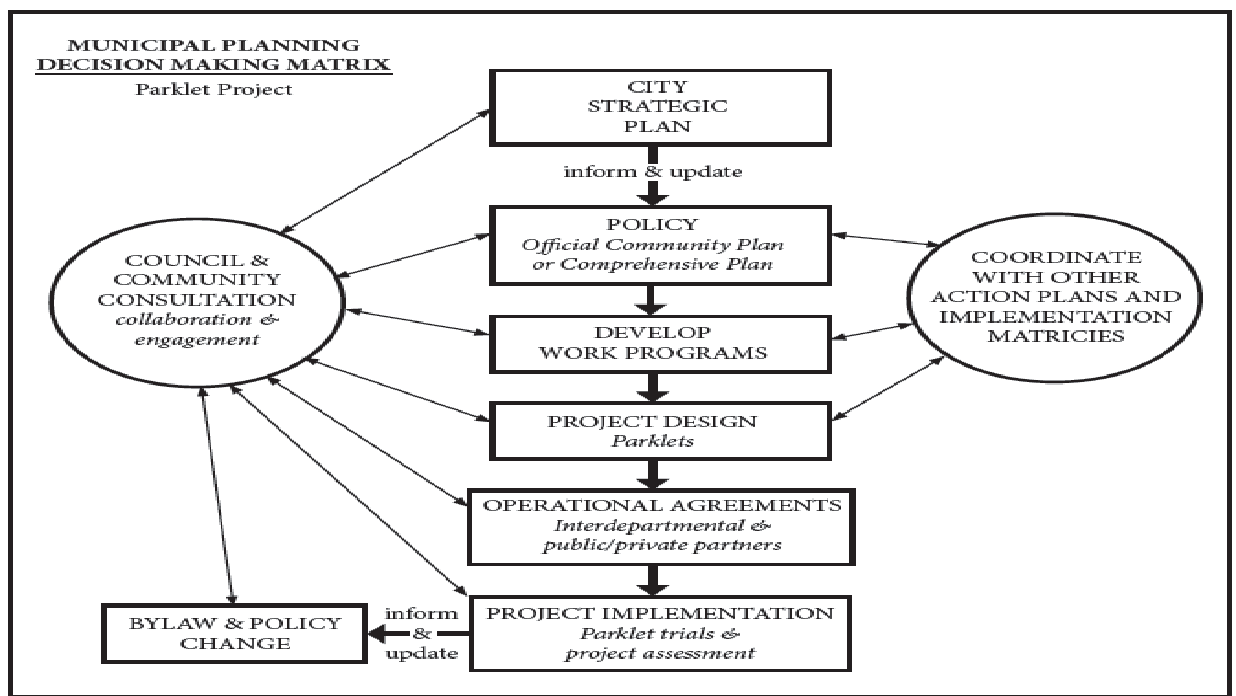 MUNICIPAL PLANNING
DECISION MAKING MATRIX
Parklet Project
CITY
STRATEGIC
PLAN
inform & update
POLICY
Official Community Plan
or Comprehensive Plan
COUNCIL &
COMMUNITY
CONSULTATION
collaboration &
engagement
COORDINATE
WITH OTHER
ACTION PLANS AND
IMPLEMENTATION
MATRICIES
DEVELOP
WORK PROGRAMS
PROJECT DESIGN
Parklets
OPERATIONAL AGREEMENTS
Interdepartmental &
public/private partners
PROJECT IMPLEMENTATION
Parklet trials &
project assessment
inform
&
update
BYLAW & POLICY
CHANGE